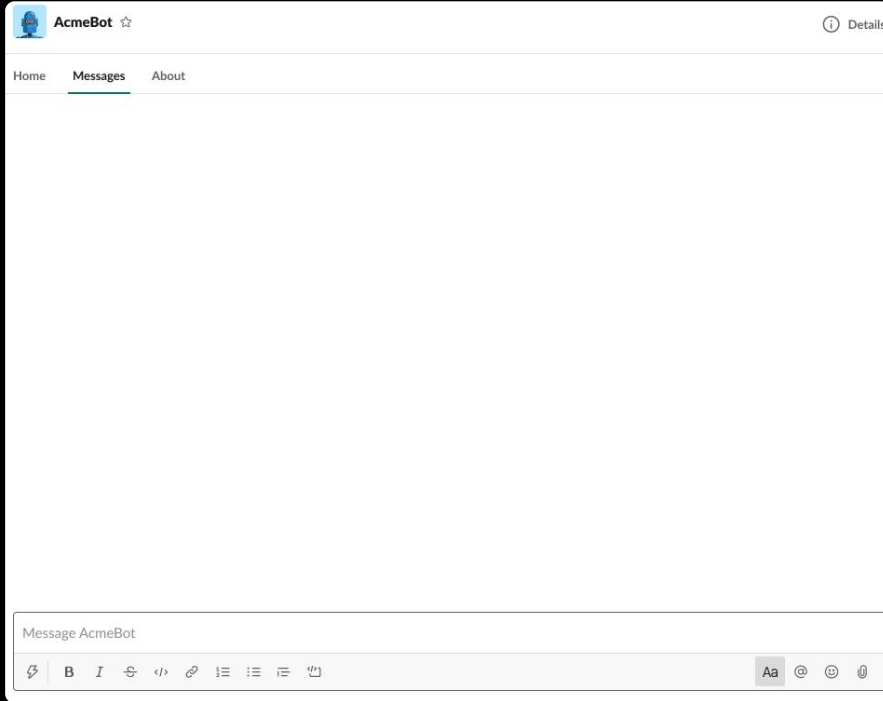 AcmeBot
Details
Home Messages About
Message AcmeBot
B I S </> Aa @